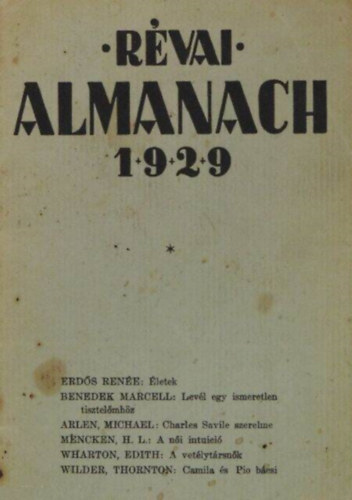 ·RÉVAI·
ALMANACH
1·9·2·9
*
ERDŐS RENÉE: Életek
BENEDEK MARCELL: Levél egy ismeretlen
tisztelőmhöz
ARLEN, MICHAEL: Charles Savile szerelme
MENCKEN, H. L.: A női intuició
WHARTON, EDITH: A vetélytársnők
WILDER, THORNTON: Camila és Pio bácsi